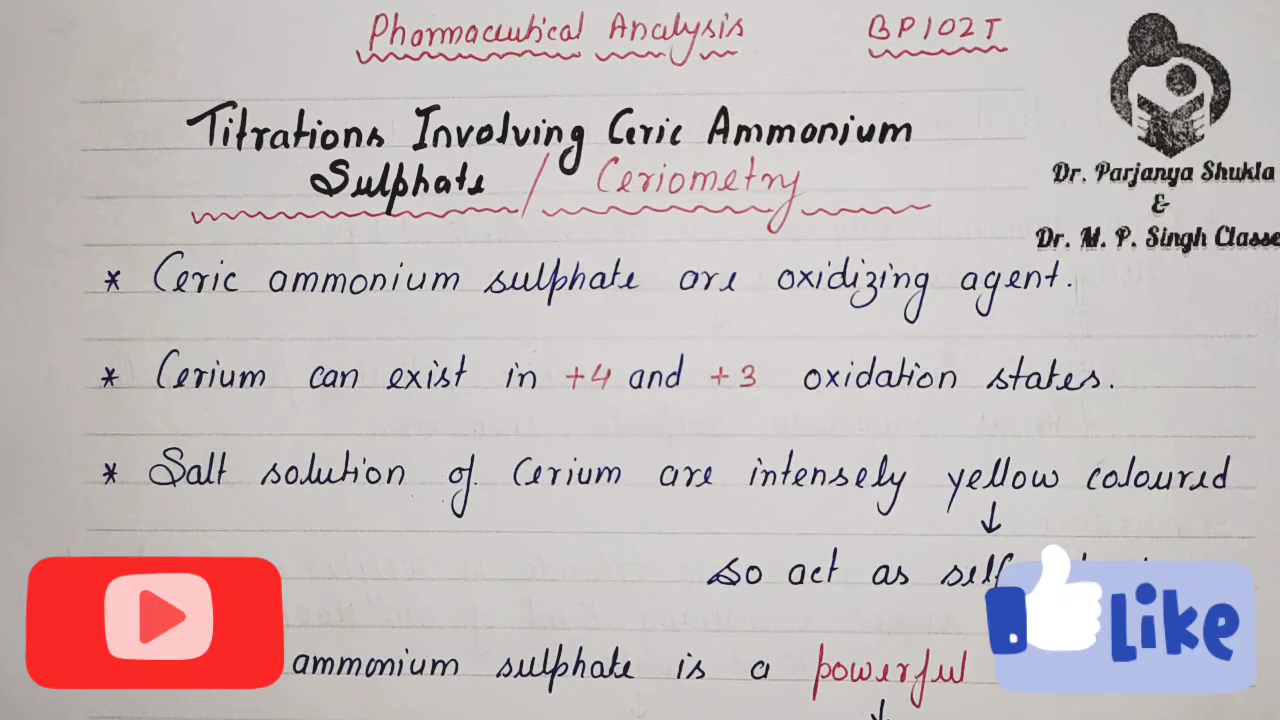 Pharmaceutical Analysis BP102T
Titrations Involving Ceric Ammonium
Sulphate / Ceriometry
Dr. Parjanya Shukla
&
Dr. M. P. Singh Classe
* Ceric ammonium sulphate are oxidizing agent.
* Cerium can exist in +4 and +3 oxidation states.
* Salt solution of Cerium are intensely yellow coloured
↓
so act as self
ammonium sulphate is a powerful
Like